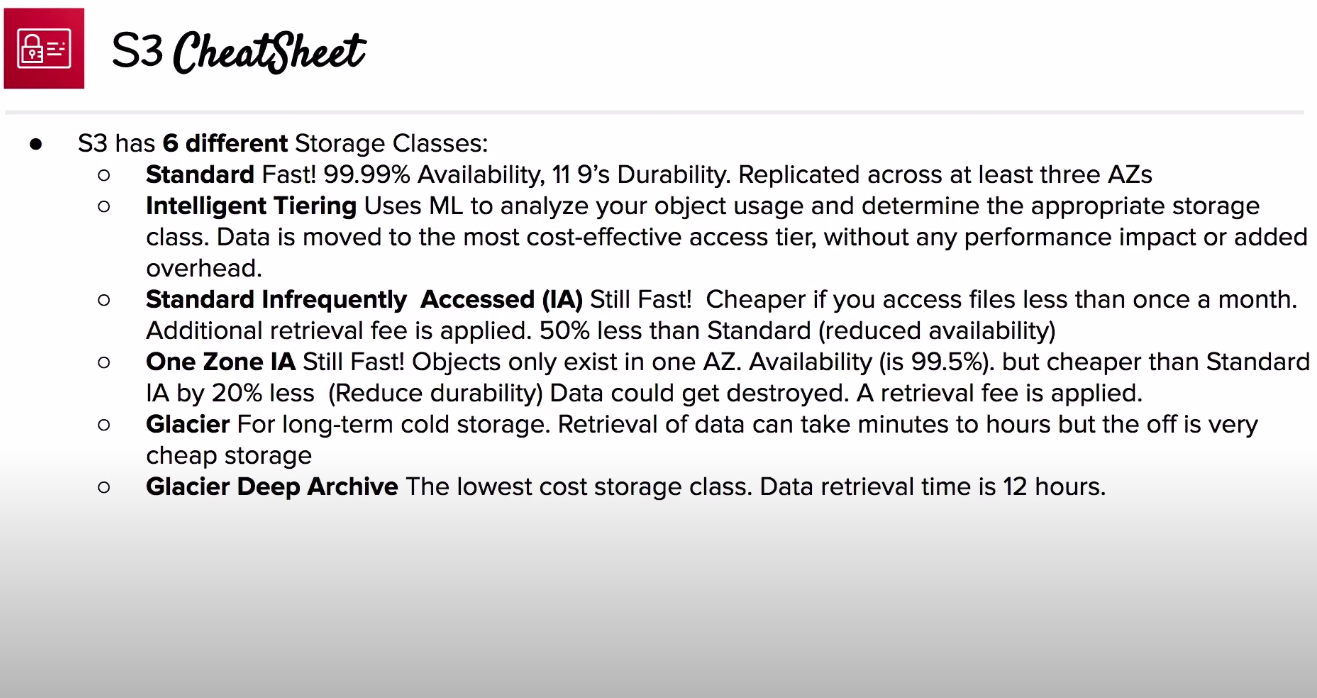 S3 CheatSheet
● S3 has 6 different Storage Classes:
○ Standard Fast! 99.99% Availability, 11 9’s Durability. Replicated across at least three AZs
○ Intelligent Tiering Uses ML to analyze your object usage and determine the appropriate storage
class. Data is moved to the most cost-effective access tier, without any performance impact or added
overhead.
○ Standard Infrequently  Accessed (IA) Still Fast!  Cheaper if you access files less than once a month.
Additional retrieval fee is applied. 50% less than Standard (reduced availability)
○ One Zone IA Still Fast! Objects only exist in one AZ. Availability (is 99.5%). but cheaper than Standard
IA by 20% less  (Reduce durability) Data could get destroyed. A retrieval fee is applied.
○ Glacier For long-term cold storage. Retrieval of data can take minutes to hours but the off is very
cheap storage
○ Glacier Deep Archive The lowest cost storage class. Data retrieval time is 12 hours.